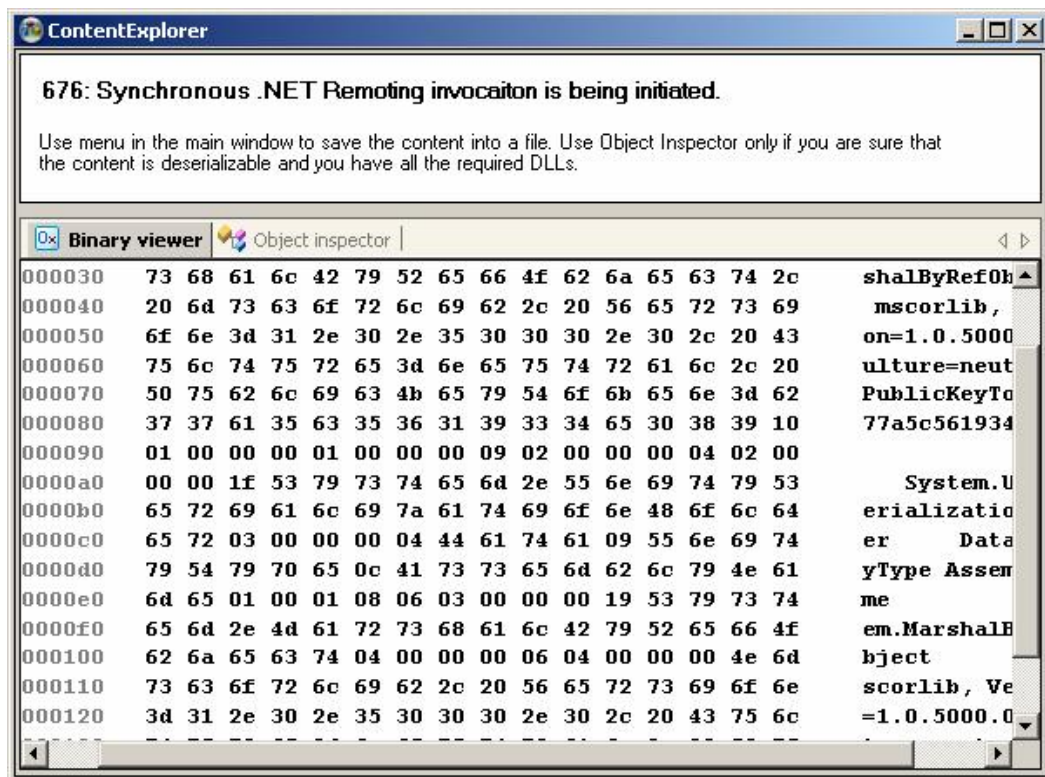 ContentExplorer
676: Synchronous .NET Remoting invocaiton is being initiated.
Use menu in the main window to save the content into a file. Use Object Inspector only if you are sure that
the content is deserializable and you have all the required DLLs.
0x Binary viewer Object inspector
000030 73 68 61 6c 42 79 52 65 66 4f 62 6a 65 63 74 2c shalByRefOb
000040 20 6d 73 63 6f 72 6c 69 62 2c 20 56 65 72 73 69 mscorlib,
000050 6f 6e 3d 31 2e 30 2e 35 30 30 30 2e 30 2c 20 43 on=1.0.5000
000060 75 6c 74 75 72 65 3d 6e 65 75 74 72 61 6c 2c 20 ulture=neut
000070 50 75 62 6c 69 63 4b 65 79 54 6f 6b 65 6e 3d 62 PublicKeyTo
000080 37 37 61 35 63 35 36 31 39 33 34 65 30 38 39 10 77a5c561934
000090 01 00 00 00 01 00 00 00 09 02 00 00 00 04 02 00
0000a0 00 00 1f 53 79 73 74 65 6d 2e 55 6e 69 74 79 53 System.U
0000b0 65 72 69 61 6c 69 7a 61 74 69 6f 6e 48 6f 6c 64 erializatio
0000c0 65 72 03 00 00 00 04 44 61 74 61 09 55 6e 69 74 er Data
0000d0 79 54 79 70 65 0c 41 73 73 65 6d 62 6c 79 4e 61 yType Assem
0000e0 6d 65 01 00 01 08 06 03 00 00 00 19 53 79 73 74 me
0000f0 65 6d 2e 4d 61 72 73 68 61 6c 42 79 52 65 66 4f em.MarshalB
000100 62 6a 65 63 74 04 00 00 00 06 04 00 00 00 4e 6d bject
000110 73 63 6f 72 6c 69 62 2c 20 56 65 72 73 69 6f 6e scorlib, Ve
000120 3d 31 2e 30 2e 35 30 30 30 2e 30 2c 20 43 75 6c =1.0.5000.0